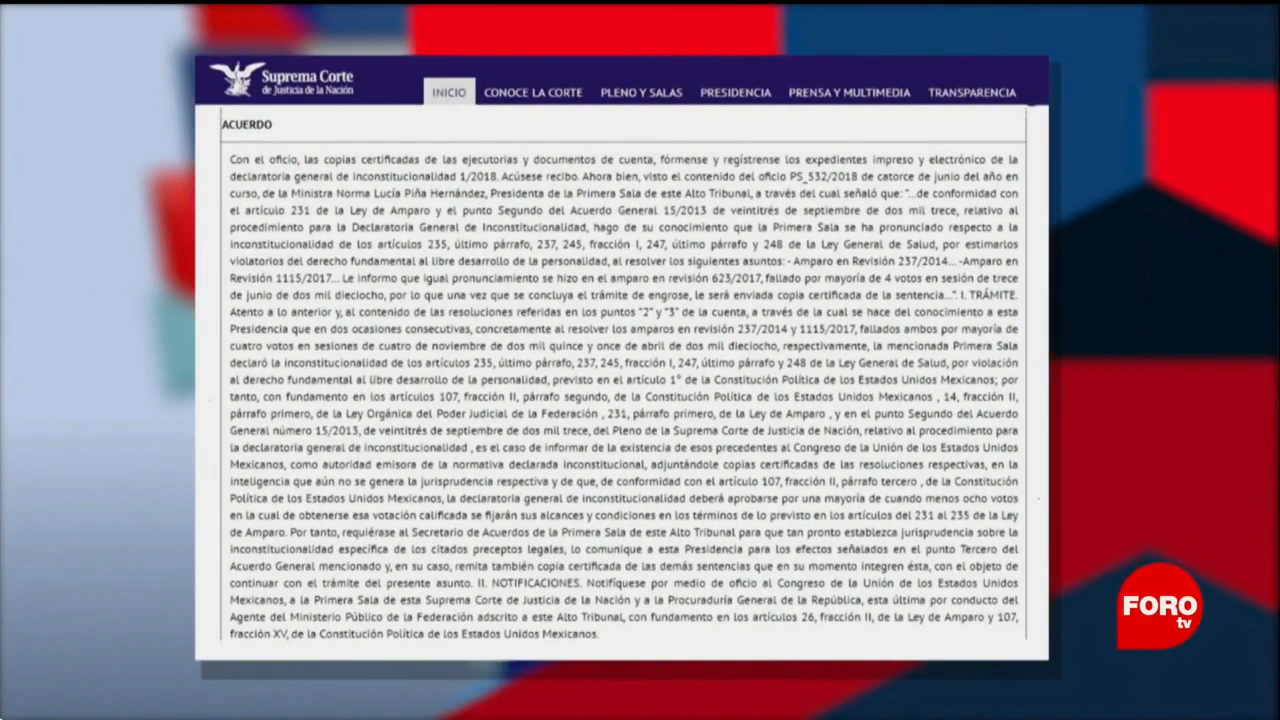 Suprema Corte
de Justicia de la Nación
INICIO CONOCE LA CORTE PLENO Y SALAS PRESIDENCIA PRENSA Y MULTIMEDIA TRANSPARENCIA
ACUERDO
Con el oficio, las copias certificadas de las ejecutorias y documentos de cuenta, fórmense y regístrense los expedientes impreso y electrónico de la
declaratoria general de inconstitucionalidad 1/2018. Acúsese recibo. Ahora bien, visto el contenido del oficio PS_532/2018 de catorce de junio del año en
curso, de la Ministra Norma Lucía Piña Hernández, Presidenta de la Primera Sala de este Alto Tribunal, a través del cual señaló que: "...de conformidad con
el artículo 231 de la Ley de Amparo y el punto Segundo del Acuerdo General 15/2013 de veintitrés de septiembre de dos mil trece, relativo al
procedimiento para la Declaratoria General de Inconstitucionalidad, hago de su conocimiento que la Primera Sala se ha pronunciado respecto a la
inconstitucionalidad de los artículos 235, último párrafo, 237, 245, fracción I, 247, último párrafo y 248 de la Ley General de Salud, por estimarlos
violatorios del derecho fundamental al libre desarrollo de la personalidad, al resolver los siguientes asuntos: - Amparo en Revisión 237/2014... -Amparo en
Revisión 1115/2017... Le informo que igual pronunciamiento se hizo en el amparo en revisión 623/2017, fallado por mayoría de 4 votos en sesión de trece
de junio de dos mil dieciocho, por lo que una vez que se concluya el trámite de engrose, le será enviada copia certificada de la sentencia...". I. TRÁMITE.
Atento a lo anterior y, al contenido de las resoluciones referidas en los puntos "2" y "3" de la cuenta, a través de la cual se hace del conocimiento a esta
Presidencia que en dos ocasiones consecutivas, concretamente al resolver los amparos en revisión 237/2014 y 1115/2017, fallados ambos por mayoría de
cuatro votos en sesiones de cuatro de noviembre de dos mil quince y once de abril de dos mil dieciocho, respectivamente, la mencionada Primera Sala
declaró la inconstitucionalidad de los artículos 235, último párrafo, 237, 245, fracción I, 247, último párrafo y 248 de la Ley General de Salud, por violación
al derecho fundamental al libre desarrollo de la personalidad, previsto en el artículo 1° de la Constitución Política de los Estados Unidos Mexicanos; por
tanto, con fundamento en los artículos 107, fracción II, párrafo segundo, de la Constitución Política de los Estados Unidos Mexicanos , 14, fracción II,
párrafo primero, de la Ley Orgánica del Poder Judicial de la Federación , 231, párrafo primero, de la Ley de Amparo , y en el punto Segundo del Acuerdo
General número 15/2013, de veintitrés de septiembre de dos mil trece, del Pleno de la Suprema Corte de Justicia de Nación, relativo al procedimiento para
la declaratoria general de inconstitucionalidad , es el caso de informar de la existencia de esos precedentes al Congreso de la Unión de los Estados Unidos
Mexicanos, como autoridad emisora de la normativa declarada inconstitucional, adjuntándole copias certificadas de las resoluciones respectivas, en la
inteligencia que aún no se genera la jurisprudencia respectiva y de que, de conformidad con el artículo 107, fracción II, párrafo tercero , de la Constitución
Política de los Estados Unidos Mexicanos, la declaratoria general de inconstitucionalidad deberá aprobarse por una mayoría de cuando menos ocho votos
en la cual de obtenerse esa votación calificada se fijarán sus alcances y condiciones en los términos de lo previsto en los artículos del 231 al 235 de la Ley
de Amparo. Por tanto, requiérase al Secretario de Acuerdos de la Primera Sala de este Alto Tribunal para que tan pronto establezca jurisprudencia sobre la
inconstitucionalidad específica de los citados preceptos legales, lo comunique a esta Presidencia para los efectos señalados en el punto Tercero del
Acuerdo General mencionado y, en su caso, remita también copia certificada de las demás sentencias que en su momento integren ésta, con el objeto de
continuar con el trámite del presente asunto. II. NOTIFICACIONES. Notifíquese por medio de oficio al Congreso de la Unión de los Estados Unidos
Mexicanos, a la Primera Sala de esta Suprema Corte de Justicia de la Nación y a la Procuraduría General de la República, esta última por conducto del
Agente del Ministerio Público de la Federación adscrito a este Alto Tribunal, con fundamento en los artículos 26, fracción II, de la Ley de Amparo y 107,
fracción XV, de la Constitución Política de los Estados Unidos Mexicanos.
FORO
tv